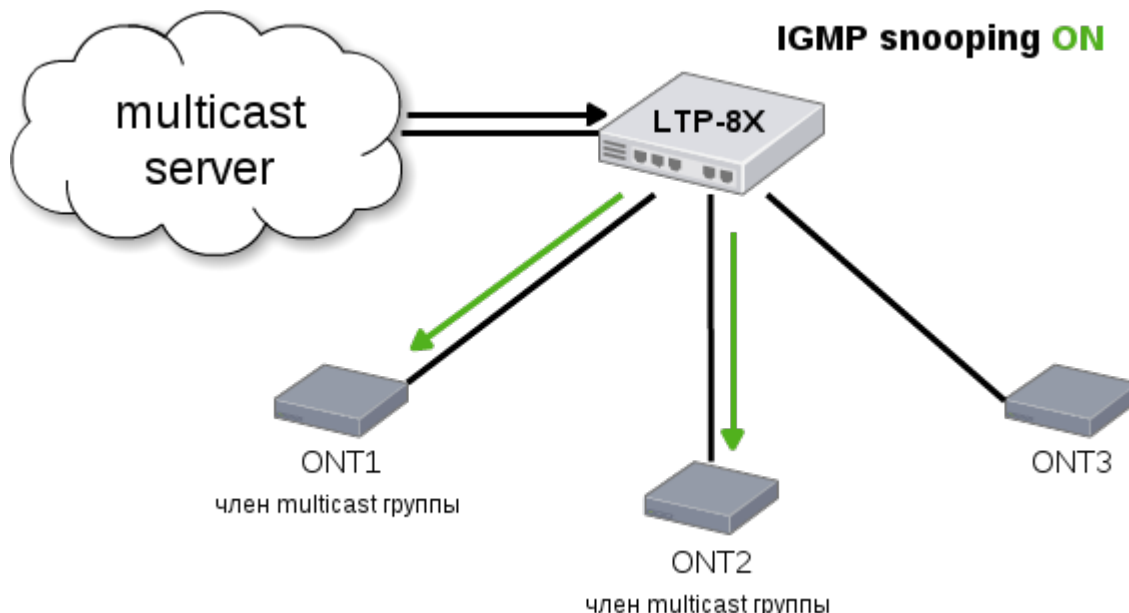 IGMP snooping ON
multicast
server
LTP-8X
ONT1
член multicast группы
ONT3
ONT2
член multicast группы